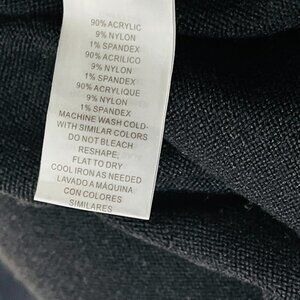 90% ACRYLIC
9% NYLON
1% SPANDEX
90% ACRILICO
9% NYLON
1% SPANDEX
90% ACRYLIQUE
9% NYLON
1% SPANDEX
MACHINE WASH COLD-
WITH SIMILAR COLORS
DO NOT BLEACH
RESHAPE,
FLAT TO DRY
COOL IRON AS NEEDED
LAVADO A MÁQUINA
CON COLORES
SIMILARES